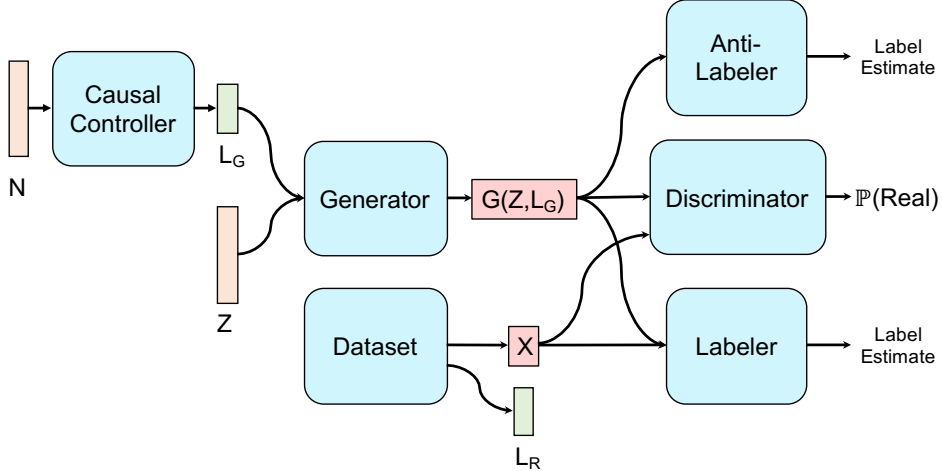 Anti-
Labeler
Label
Estimate
Causal
Controller
L_G
N
Generator
G(Z,L_G)
Discriminator
ℙ(Real)
Z
Dataset
X
Labeler
Label
Estimate
L_R